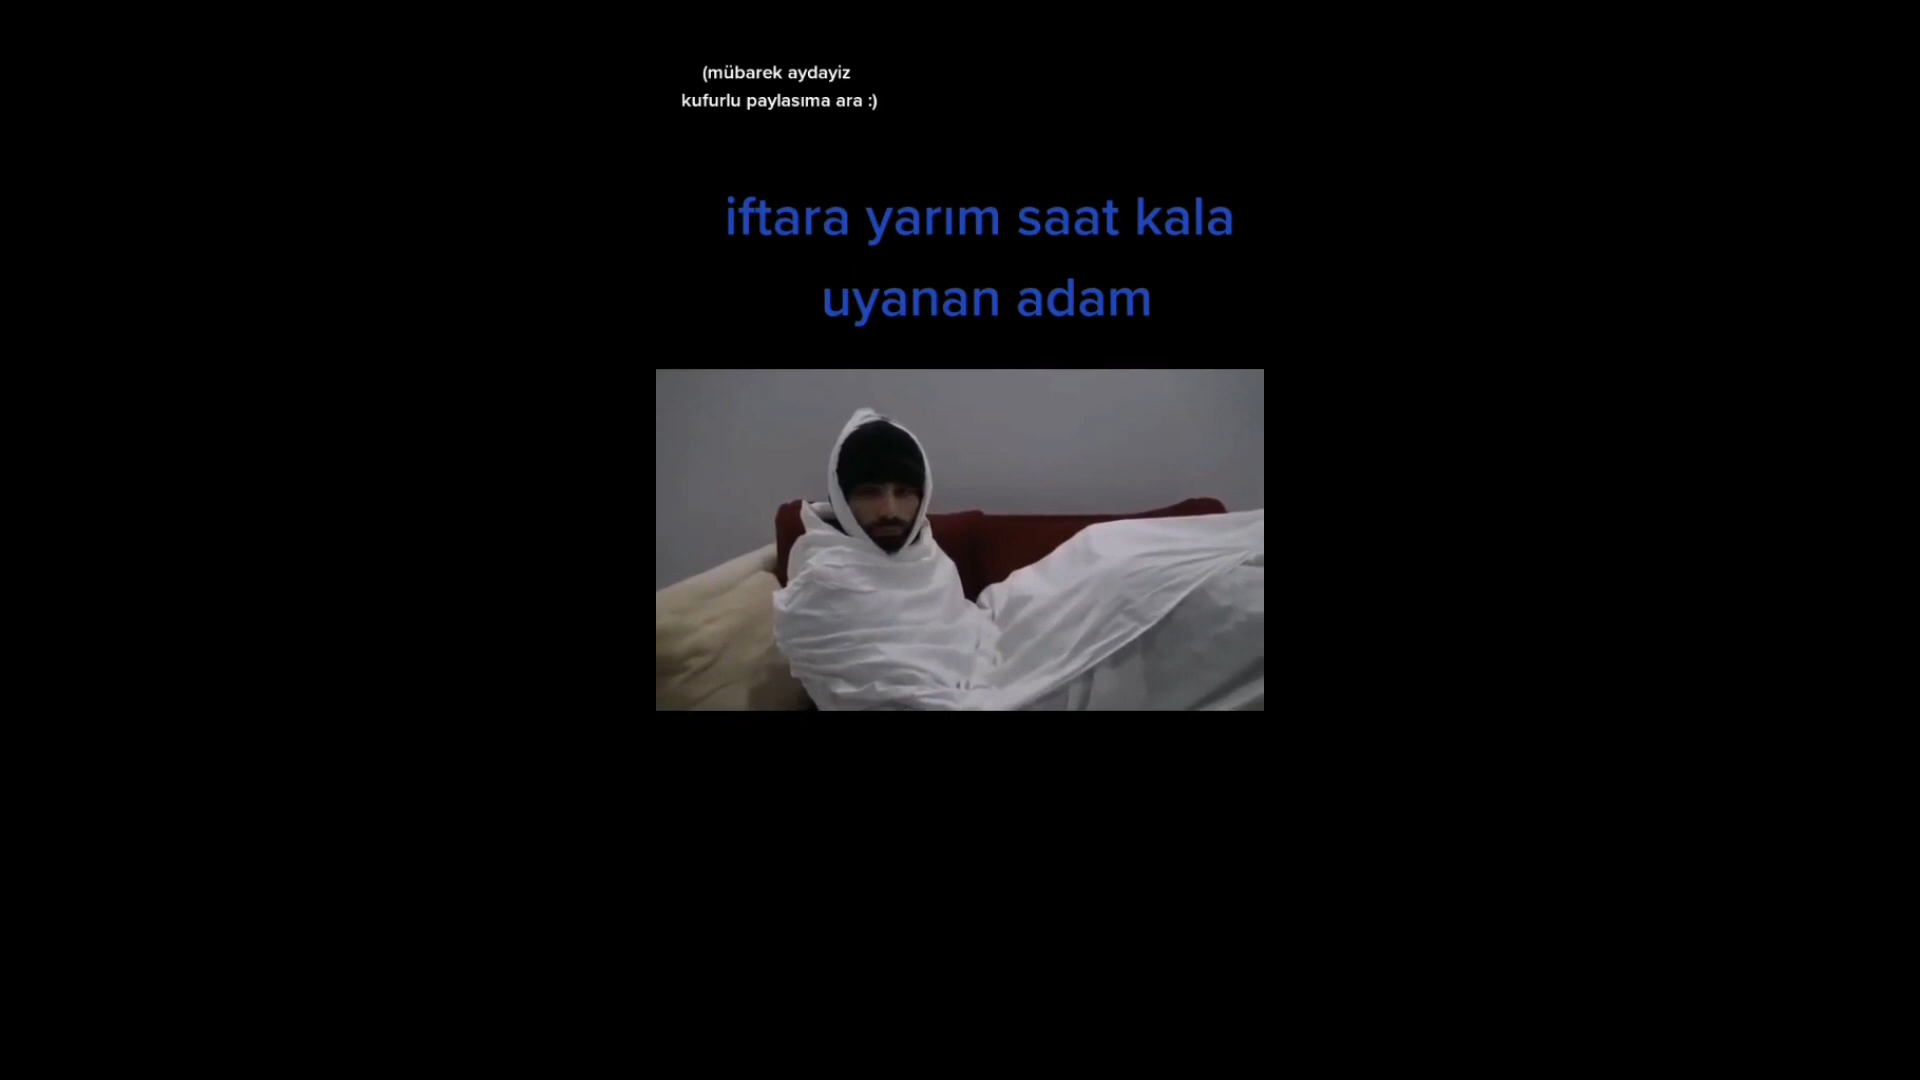 (mübarek aydayiz
kufurlu paylasıma ara :)
iftara yarım saat kala
uyanan adam